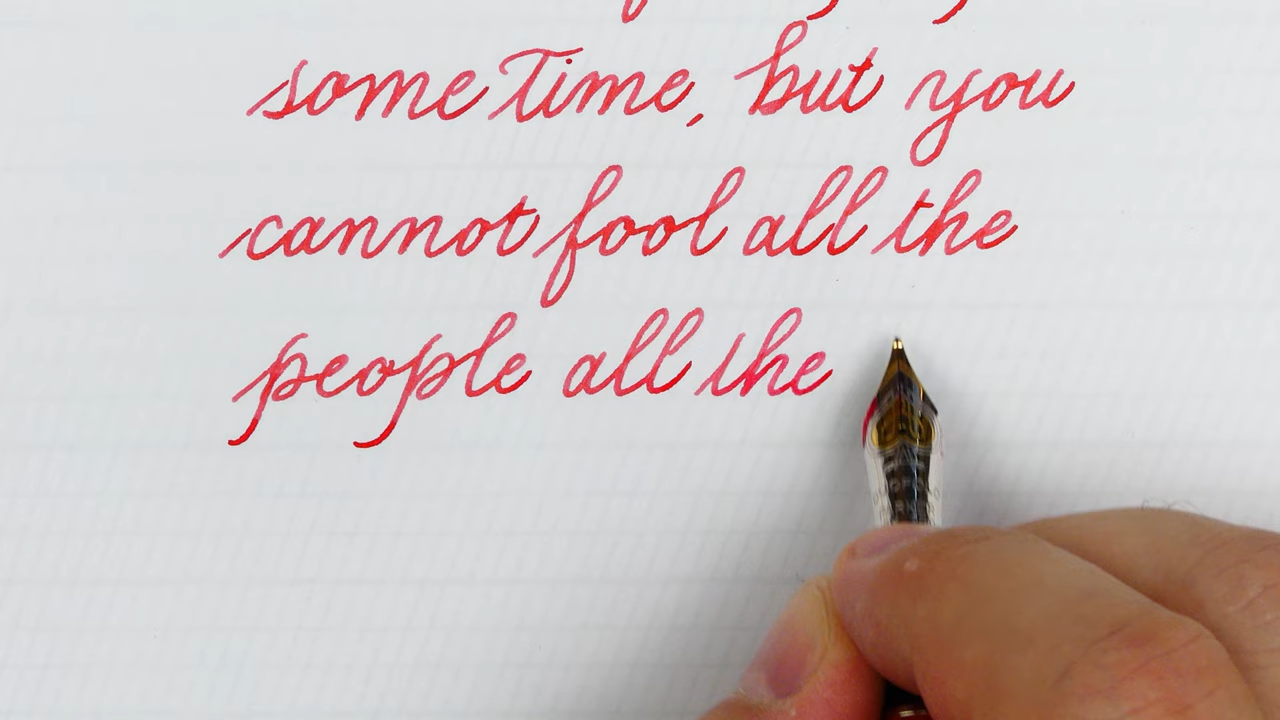 some time, but you
cannot fool all the
people all the